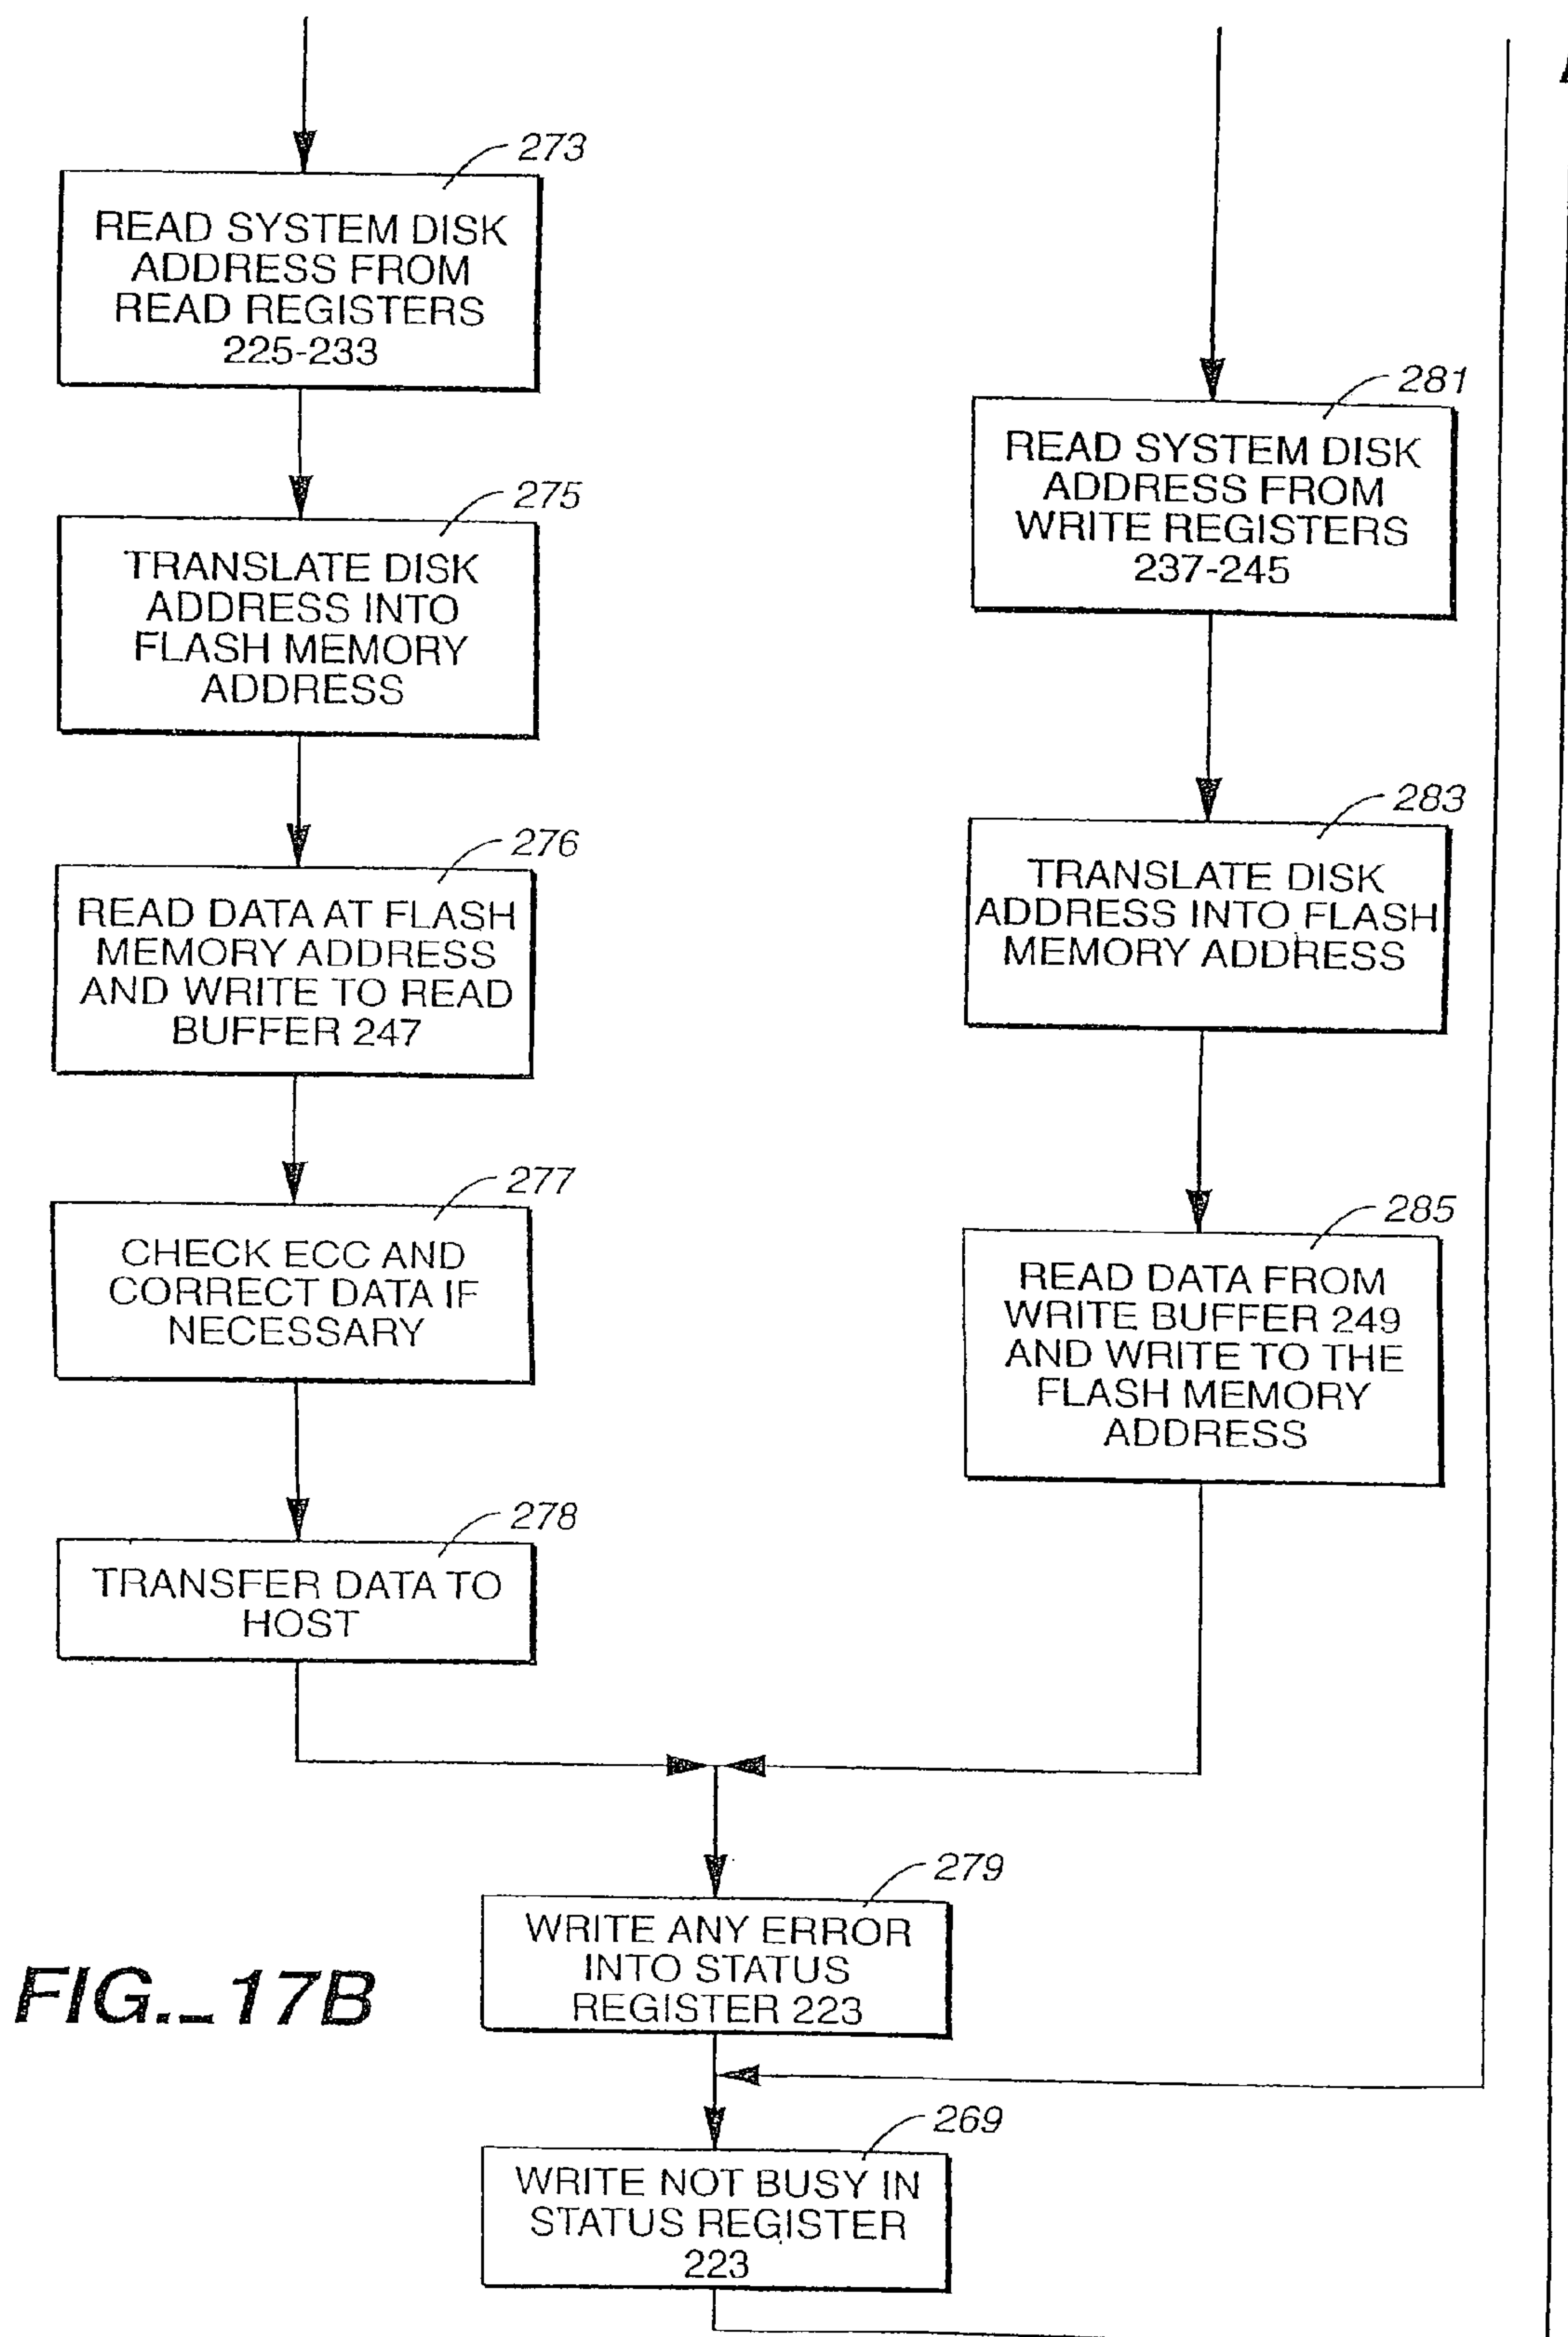 273
READ SYSTEM DISK
ADDRESS FROM
READ REGISTERS
225-233
275
TRANSLATE DISK
ADDRESS INTO
FLASH MEMORY
ADDRESS
276
READ DATA AT FLASH
MEMORY ADDRESS
AND WRITE TO READ
BUFFER 247
277
CHECK ECC AND
CORRECT DATA IF
NECESSARY
278
TRANSFER DATA TO
HOST
281
READ SYSTEM DISK
ADDRESS FROM
WRITE REGISTERS
237-245
283
TRANSLATE DISK
ADDRESS INTO FLASH
MEMORY ADDRESS
285
READ DATA FROM
WRITE BUFFER 249
AND WRITE TO THE
FLASH MEMORY
ADDRESS
279
WRITE ANY ERROR
INTO STATUS
REGISTER 223
269
WRITE NOT BUSY IN
STATUS REGISTER
223
FIG._17B